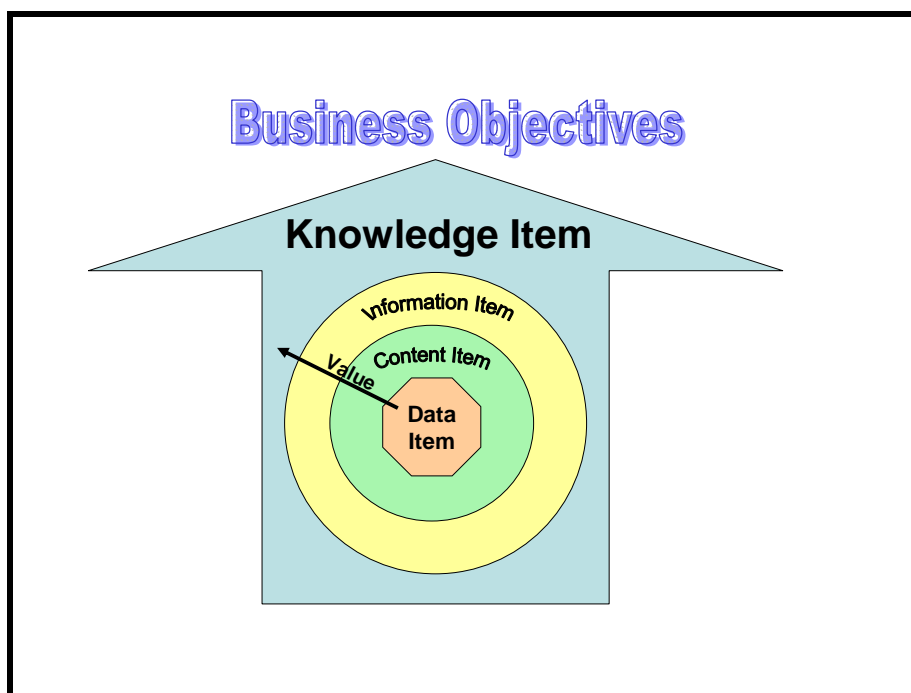 Business Objectives
Knowledge Item
Information Item
Content Item
Value
Data
Item